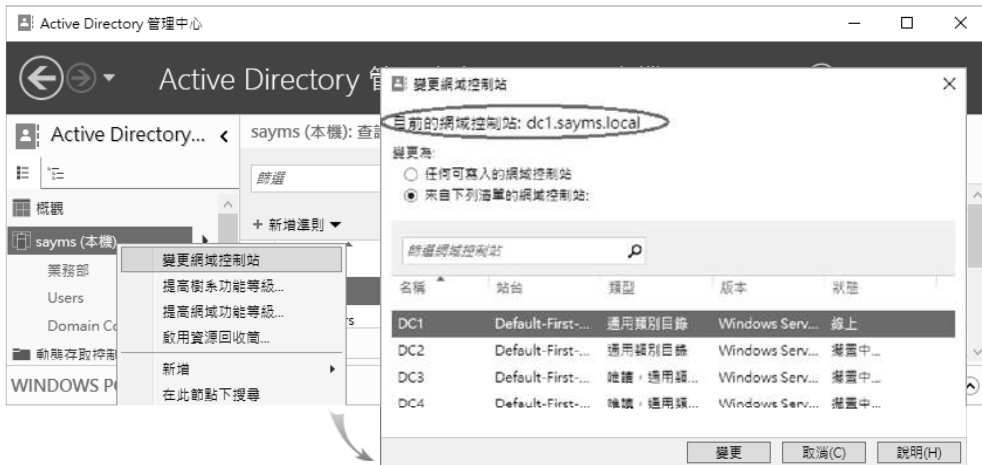 Active Directory 管理中心
Active Directory
Active Directory...
sayms (本機): 查
篩選
概觀
+ 新增準則
sayms (本機)
業務部
Users
Domain Co
動態存取控制
WINDOWS P
變更網域控制站
提高樹系功能等級...
提高網域功能等級...
啟用資源回收筒...
新增
在此節點下搜尋
rs
變更網域控制站
目前的網域控制站: dc1.sayms.local
變更為:
任何可寫入的網域控制站
來自下列清單的網域控制站:
篩選網域控制站
名稱 站台 類型 版本 狀態
DC1 Default-First-... 通用類別目錄 Windows Serv... 線上
DC2 Default-First-... 通用類別目錄 Windows Serv... 擱置中...
DC3 Default-First-... 唯讀，通用類... Windows Serv... 擱置中...
DC4 Default-First-... 唯讀，通用類... Windows Serv... 擱置中...
變更 取消(C) 說明(H)